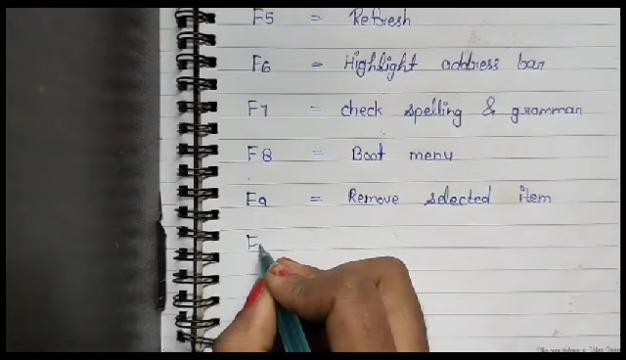 F5 = Refresh
F6 = Highlight address bar
F7 = check spelling & grammar
F8 = Boot menu
F9 = Remove selected item
F